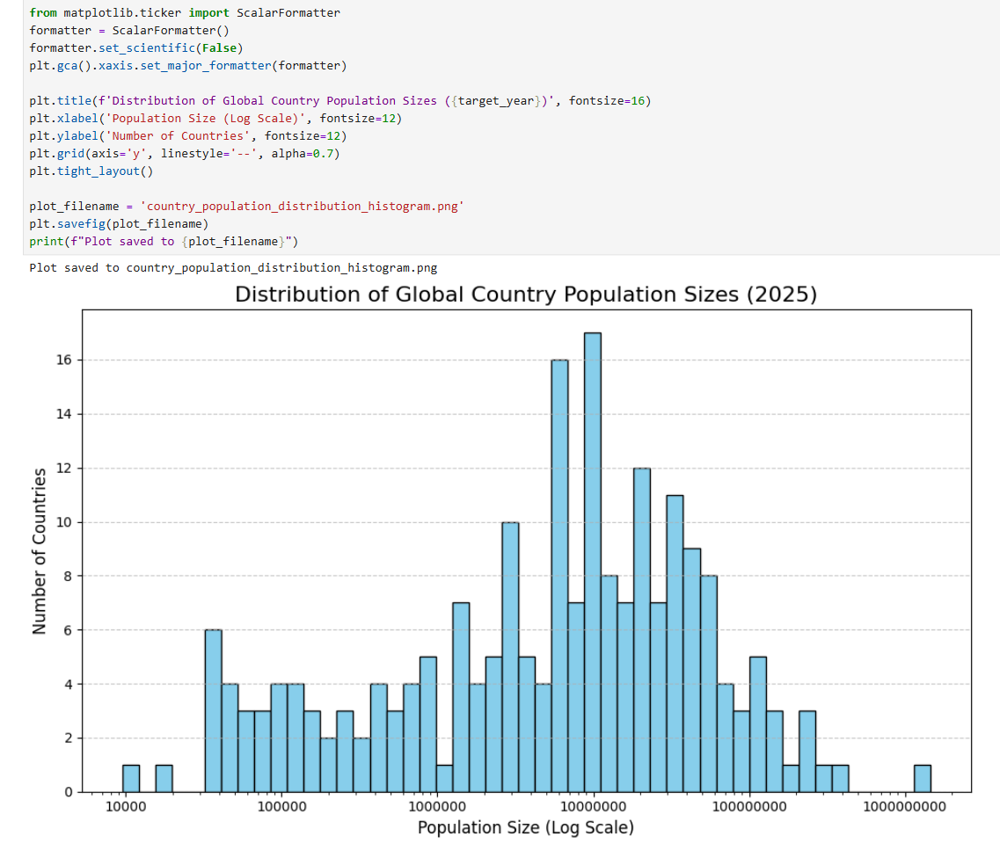 from matplotlib.ticker import ScalarFormatter
formatter = ScalarFormatter()
formatter.set_scientific(False)
plt.gca().xaxis.set_major_formatter(formatter)
plt.title(f'Distribution of Global Country Population Sizes ({target_year})', fontsize=16)
plt.xlabel('Population Size (Log Scale)', fontsize=12)
plt.ylabel('Number of Countries', fontsize=12)
plt.grid(axis='y', linestyle='--', alpha=0.7)
plt.tight_layout()
plot_filename = 'country_population_distribution_histogram.png'
plt.savefig(plot_filename)
print(f"Plot saved to {plot_filename}")
Plot saved to country_population_distribution_histogram.png
Distribution of Global Country Population Sizes (2025)
Number of Countries
16
14
12
10
8
6
4
2
0
10000 100000 1000000 10000000 100000000 1000000000
Population Size (Log Scale)